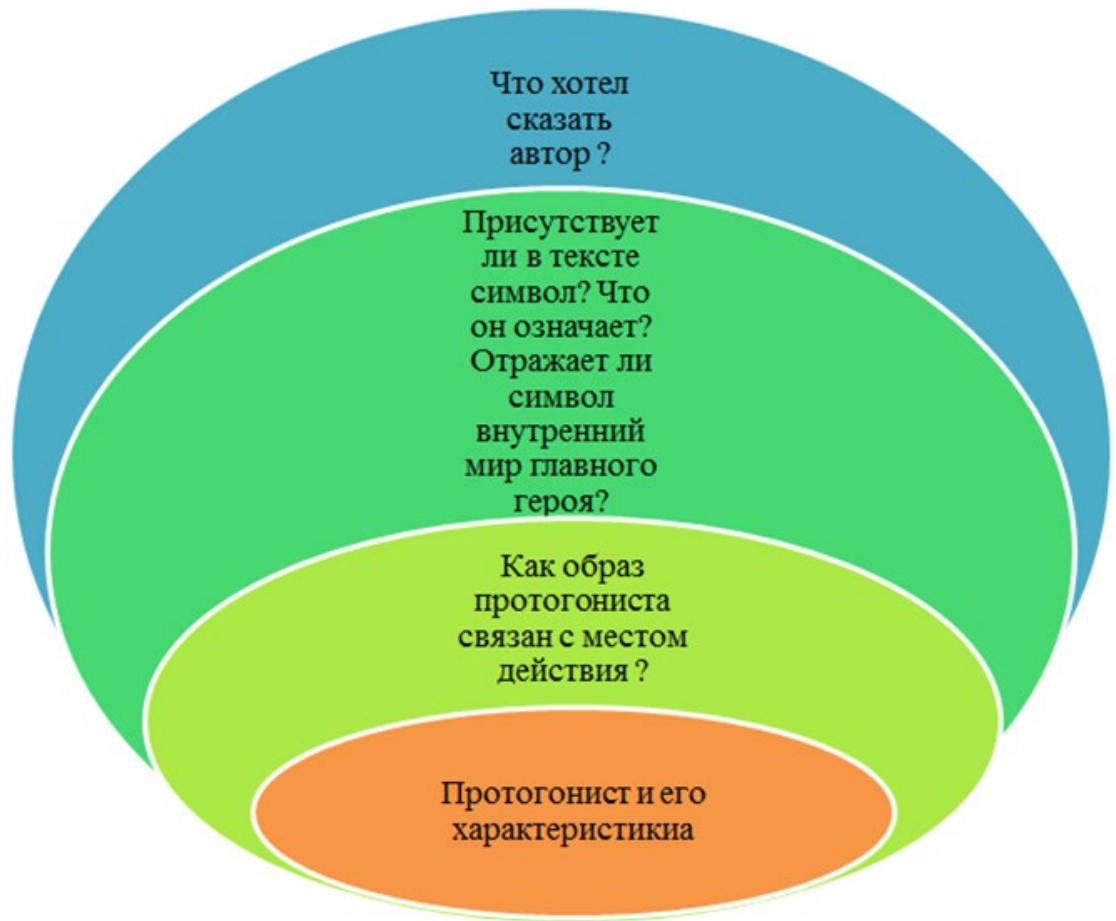 Что хотел
сказать
автор ?
Присутствует
ли в тексте
символ? Что
он означает?
Отражает ли
символ
внутренний
мир главного
героя?
Как образ
протогониста
связан с местом
действия ?
Протогонист и его
характеристикиа